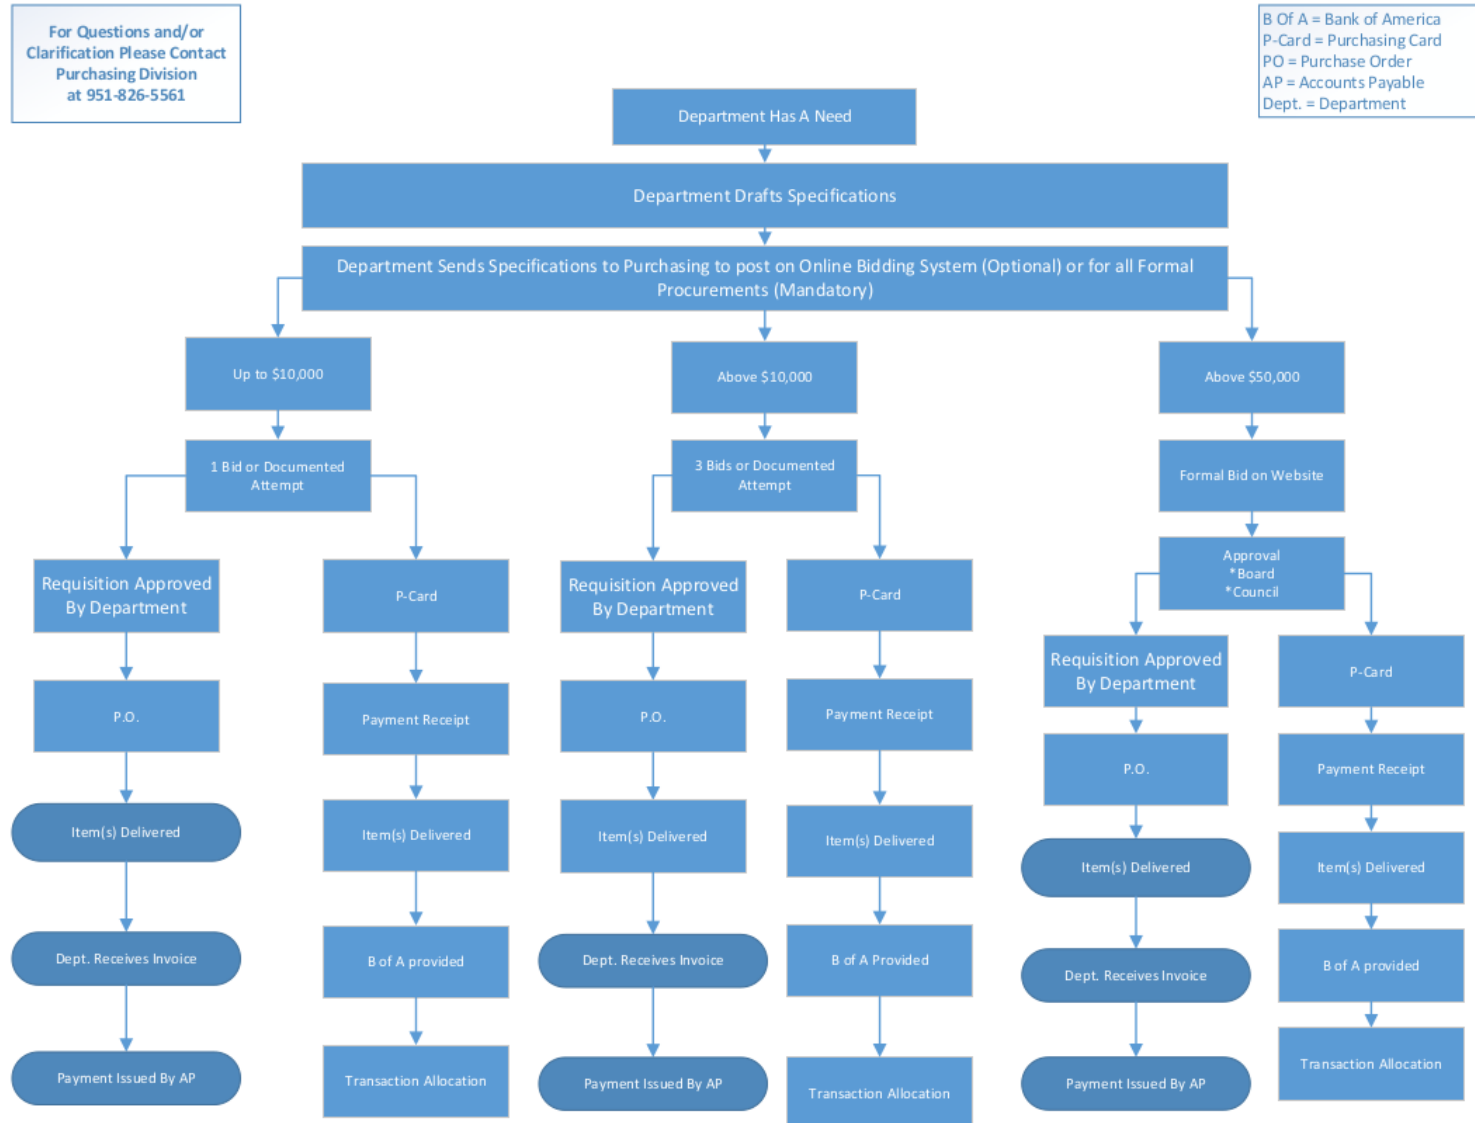 For Questions and/or
Clarification Please Contact
Purchasing Division
at 951-826-5561
B Of A = Bank of America
P-Card = Purchasing Card
PO = Purchase Order
AP = Accounts Payable
Dept. = Department
Department Has A Need
Department Drafts Specifications
Department Sends Specifications to Purchasing to post on Online Bidding System (Optional) or for all Formal
Procurements (Mandatory)
Up to $10,000
1 Bid or Documented
Attempt
Requisition Approved
By Department
P.O.
Item(s) Delivered
Dept. Receives Invoice
Payment Issued By AP
P-Card
Payment Receipt
Item(s) Delivered
B of A provided
Transaction Allocation
Above $10,000
3 Bids or Documented
Attempt
Requisition Approved
By Department
P.O.
Item(s) Delivered
Dept. Receives Invoice
Payment Issued By AP
P-Card
Payment Receipt
Item(s) Delivered
B of A Provided
Transaction Allocation
Above $50,000
Formal Bid on Website
Approval
*Board
*Council
Requisition Approved
By Department
P.O.
Item(s) Delivered
Dept. Receives Invoice
Payment Issued By AP
P-Card
Payment Receipt
Item(s) Delivered
B of A provided
Transaction Allocation